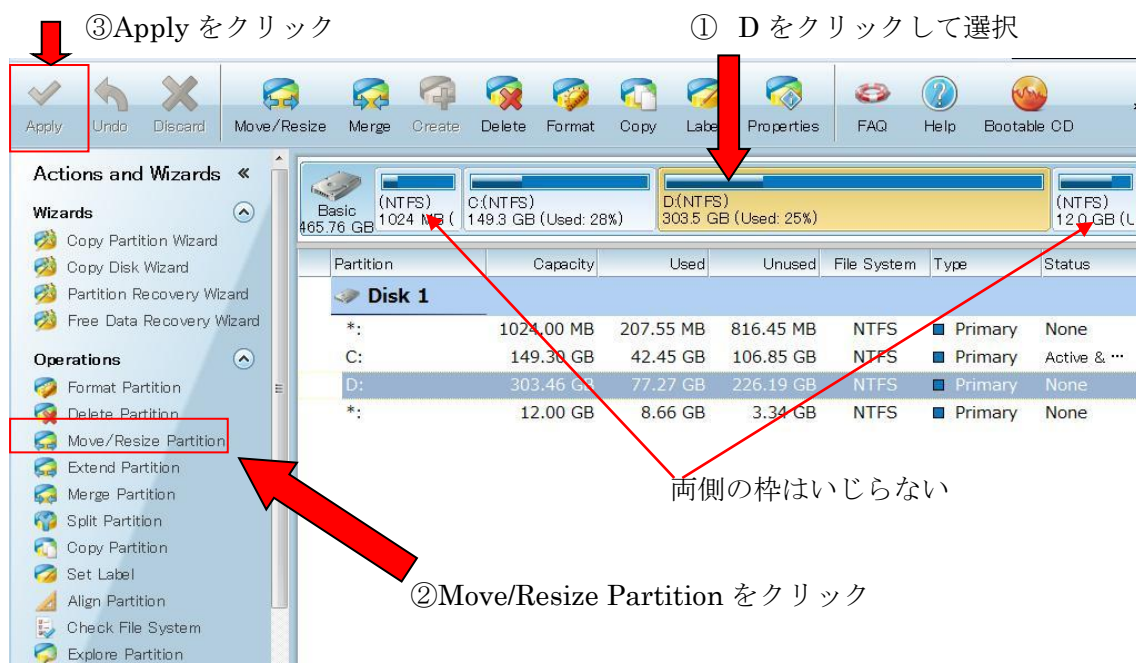 ③Apply をクリック
① D をクリックして選択
Apply Undo Discard Move/Resize Merge Create Delete Format Copy Label Properties FAQ Help Bootable CD
Actions and Wizards «
Wizards
Copy Partition Wizard
Copy Disk Wizard
Partition Recovery Wizard
Free Data Recovery Wizard
Operations
Format Partition
Delete Partition
Move/Resize Partition
Extend Partition
Merge Partition
Split Partition
Copy Partition
Set Label
Align Partition
Check File System
Explore Partition
Basic
465.76 GB
(NTFS)
1024 MB (
C:(NTFS)
149.3 GB (Used: 28%)
D:(NTFS)
303.5 GB (Used: 25%)
(NTFS)
12.0 GB (U
Partition Capacity Used Unused File System Type Status
Disk 1
*: 1024.00 MB 207.55 MB 816.45 MB NTFS Primary None
C: 149.30 GB 42.45 GB 106.85 GB NTFS Primary Active & ···
D: 303.46 GB 77.27 GB 226.19 GB NTFS Primary None
*: 12.00 GB 8.66 GB 3.34 GB NTFS Primary None
両側の枠はいじらない
②Move/Resize Partition をクリック